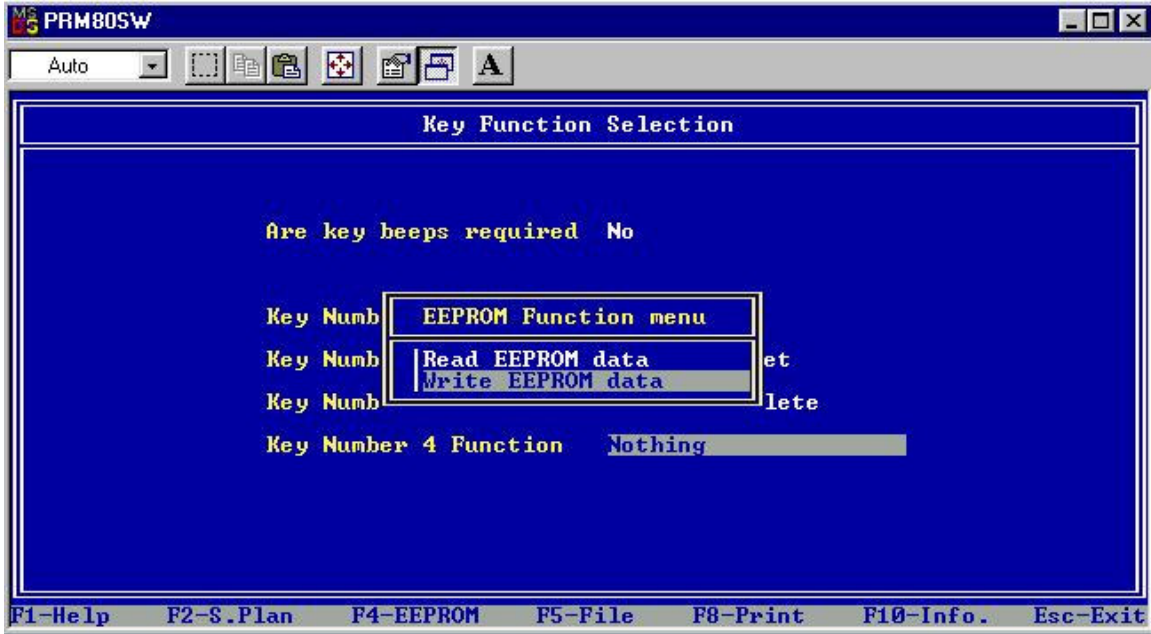 PRM80SW
Auto
A
Key Function Selection
Are key beeps required No
Key Numb
EEPROM Function menu
Key Numb
Read EEPROM data
et
Write EEPROM data
Key Numb
lete
Key Number 4 Function Nothing
F1-Help F2-S.Plan F4-EEPROM F5-File F8-Print F10-Info. Esc-Exit